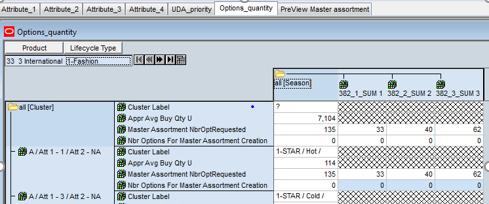 Attribute_1 Attribute_2 Attribute_3 Attribute_4 UDA_priority Options_quantity PreView Master assortment
Options_quantity
Product Lifecycle Type
33 3 International 1-Fashion
all [Season] 382_1_SUM 1 382_2_SUM 2 382_3_SUM 3
all [Cluster] Cluster Label ?
Appr Avg Buy Qty U 7,104
Master Assortment NbrOptRequested 135 33 40 62
Nbr Options For Master Assortment Creation 0 0 0 0
A / Att 1 - 1 / Att 2 - NA Cluster Label 1-STAR / Hot /
Appr Avg Buy Qty U 114
Master Assortment NbrOptRequested 135 33 40 62
Nbr Options For Master Assortment Creation 0 0 0 0
A / Att 1 - 3 / Att 2 - NA Cluster Label 1-STAR / Cold /